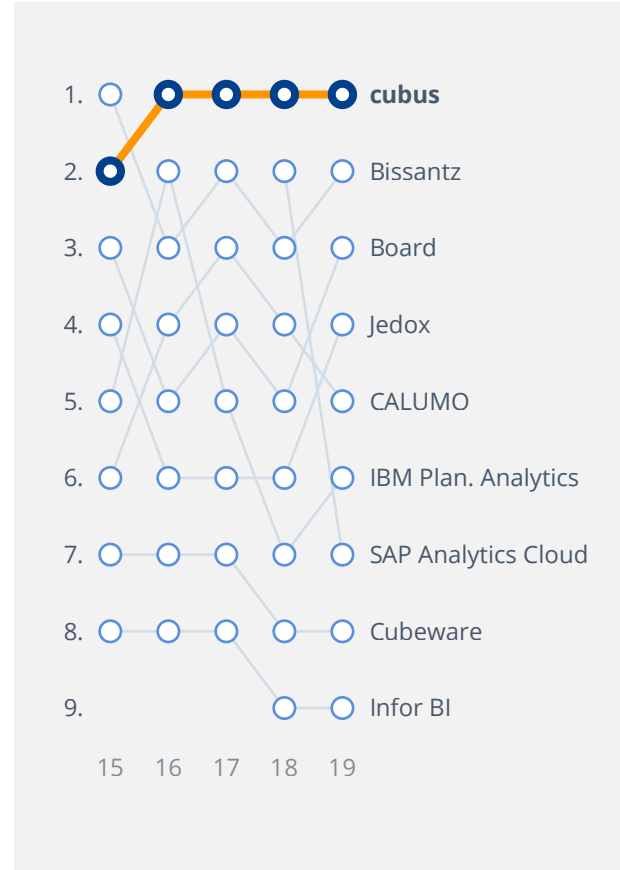 1. cubus
2. Bissantz
3. Board
4. Jedox
5. CALUMO
6. IBM Plan. Analytics
7. SAP Analytics Cloud
8. Cubeware
9. Infor BI
15 16 17 18 19